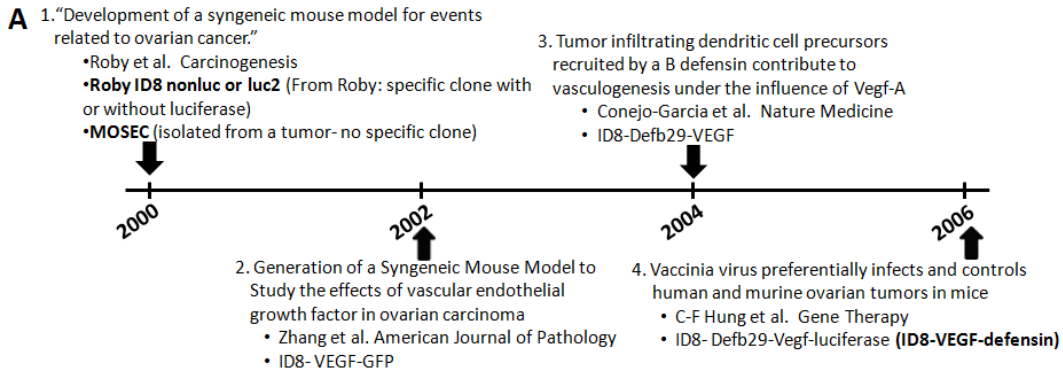 A
1.“Development of a syngeneic mouse model for events
related to ovarian cancer.”
•Roby et al. Carcinogenesis
•Roby ID8 nonluc or luc2 (From Roby: specific clone with
or without luciferase)
•MOSEC (isolated from a tumor- no specific clone)
3. Tumor infiltrating dendritic cell precursors
recruited by a B defensin contribute to
vasculogenesis under the influence of Vegf-A
• Conejo-Garcia et al. Nature Medicine
• ID8-Defb29-VEGF
2000
2002
2004
2006
2. Generation of a Syngeneic Mouse Model to
Study the effects of vascular endothelial
growth factor in ovarian carcinoma
• Zhang et al. American Journal of Pathology
• ID8- VEGF-GFP
4. Vaccinia virus preferentially infects and controls
human and murine ovarian tumors in mice
• C-F Hung et al. Gene Therapy
• ID8- Defb29-Vegf-luciferase (ID8-VEGF-defensin)